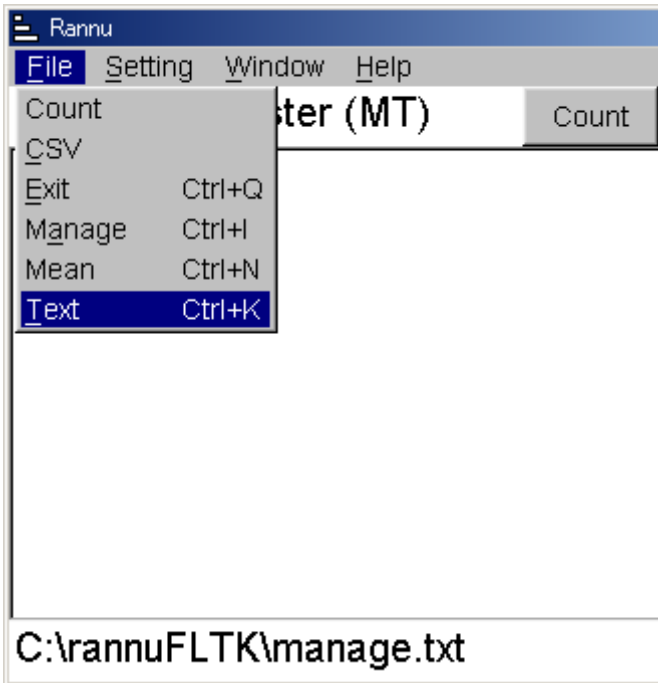 Rannu
File Setting Window Help
ster (MT) Count
Count
CSV
Exit Ctrl+Q
Manage Ctrl+I
Mean Ctrl+N
Text Ctrl+K
C:\rannuFLTK\manage.txt